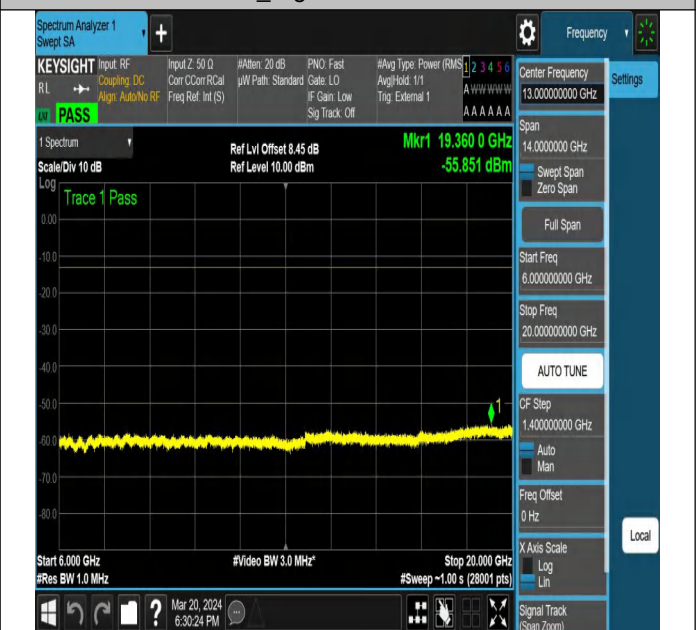 Spectrum Analyzer 1
Swept SA
+
Frequency
KEYSIGHT
RL
PASS
Input: RF
Coupling: DC
Align: Auto/No RF
Input Z: 50 Ω
Corr CCorr RCal
Freq Ref: Int (S)
#Atten: 20 dB
µW Path: Standard
PNO: Fast
Gate: LO
IF Gain: Low
Sig Track: Off
#Avg Type: Power (RMS
Avg|Hold: 1/1
Trig: External 1
1 2 3 4 5 6
A W W W W W
A A A A A A
1 Spectrum
Scale/Div 10 dB
Ref Lvl Offset 8.45 dB
Ref Level 10.00 dBm
Mkr1 19.360 0 GHz
-55.851 dBm
Log
Trace 1 Pass
0.00
-10.0
-20.0
-30.0
-40.0
-50.0
-60.0
-70.0
-80.0
1
Start 6.000 GHz
#Res BW 1.0 MHz
#Video BW 3.0 MHz*
Stop 20.000 GHz
#Sweep ~1.00 s (28001 pts)
Center Frequency
13.000000000 GHz
Span
14.0000000 GHz
Swept Span
Zero Span
Full Span
Start Freq
6.000000000 GHz
Stop Freq
20.000000000 GHz
AUTO TUNE
CF Step
1.400000000 GHz
Auto
Man
Freq Offset
0 Hz
X Axis Scale
Log
Lin
Signal Track
(Span Zoom)
Settings
Local
?
Mar 20, 2024
6:30:24 PM